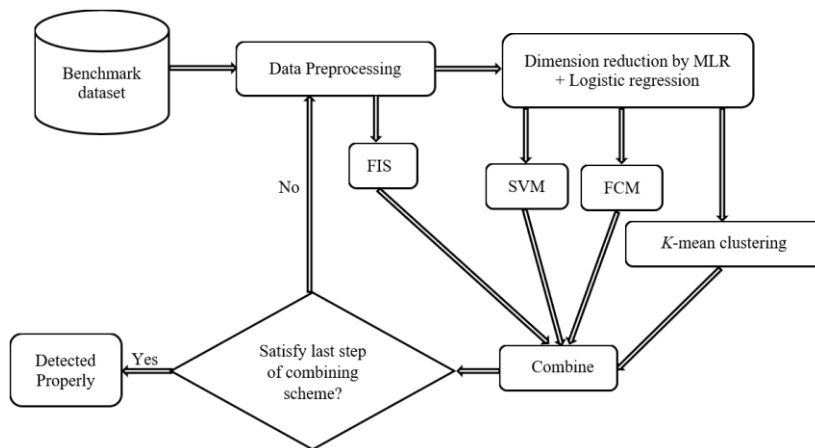 Benchmark
dataset
Data Preprocessing
Dimension reduction by MLR
+ Logistic regression
FIS
SVM
FCM
No
K-mean clustering
Detected
Properly
Yes
Satisfy last step
of combining
scheme?
Combine